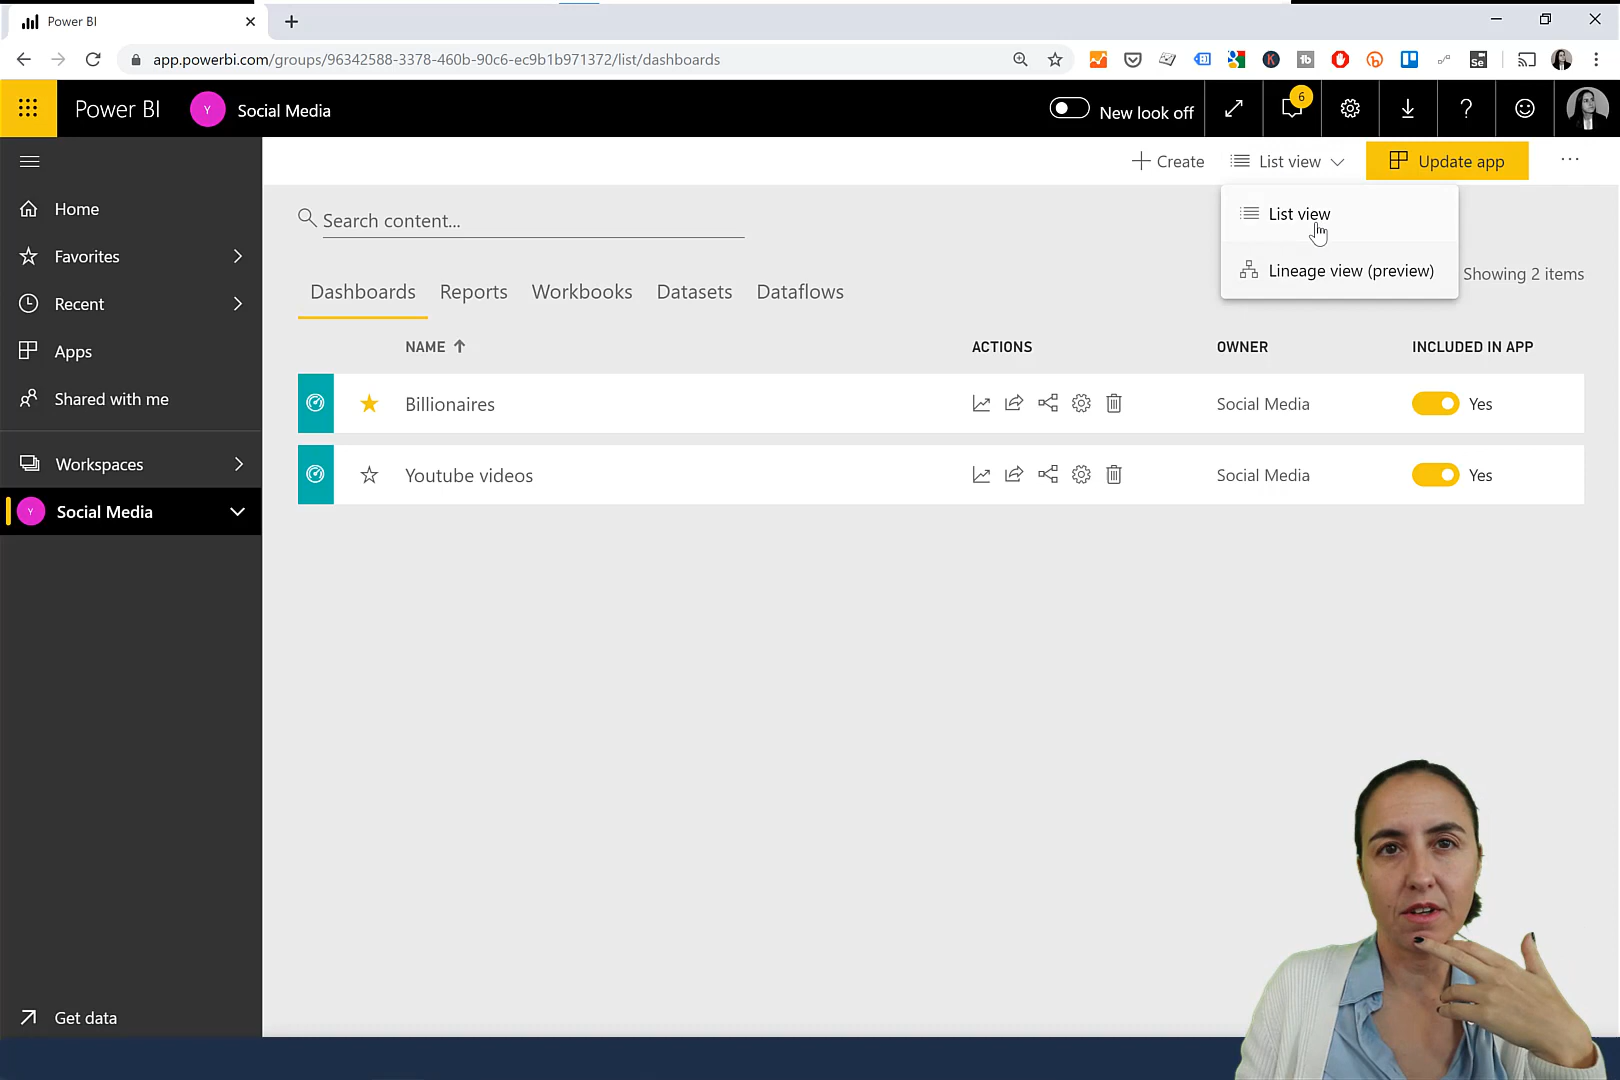 Power BI
app.powerbi.com/groups/96342588-3378-460b-90c6-ec9b1b971372/list/dashboards
Power BI
Y
Social Media
New look off
6
Create
List view
Update app
Home
Favorites
Recent
Apps
Shared with me
Workspaces
Y
Social Media
Get data
Search content...
List view
Lineage view (preview)
Showing 2 items
Dashboards Reports Workbooks Datasets Dataflows
NAME ACTIONS OWNER INCLUDED IN APP
Billionaires Social Media Yes
Youtube videos Social Media Yes